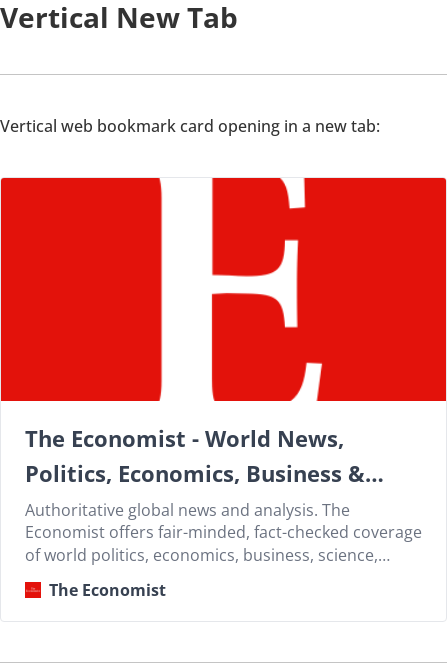 Vertical New Tab
Vertical web bookmark card opening in a new tab:
E
The Economist - World News,
Politics, Economics, Business &...
Authoritative global news and analysis. The
Economist offers fair-minded, fact-checked coverage
of world politics, economics, business, science,...
The Economist